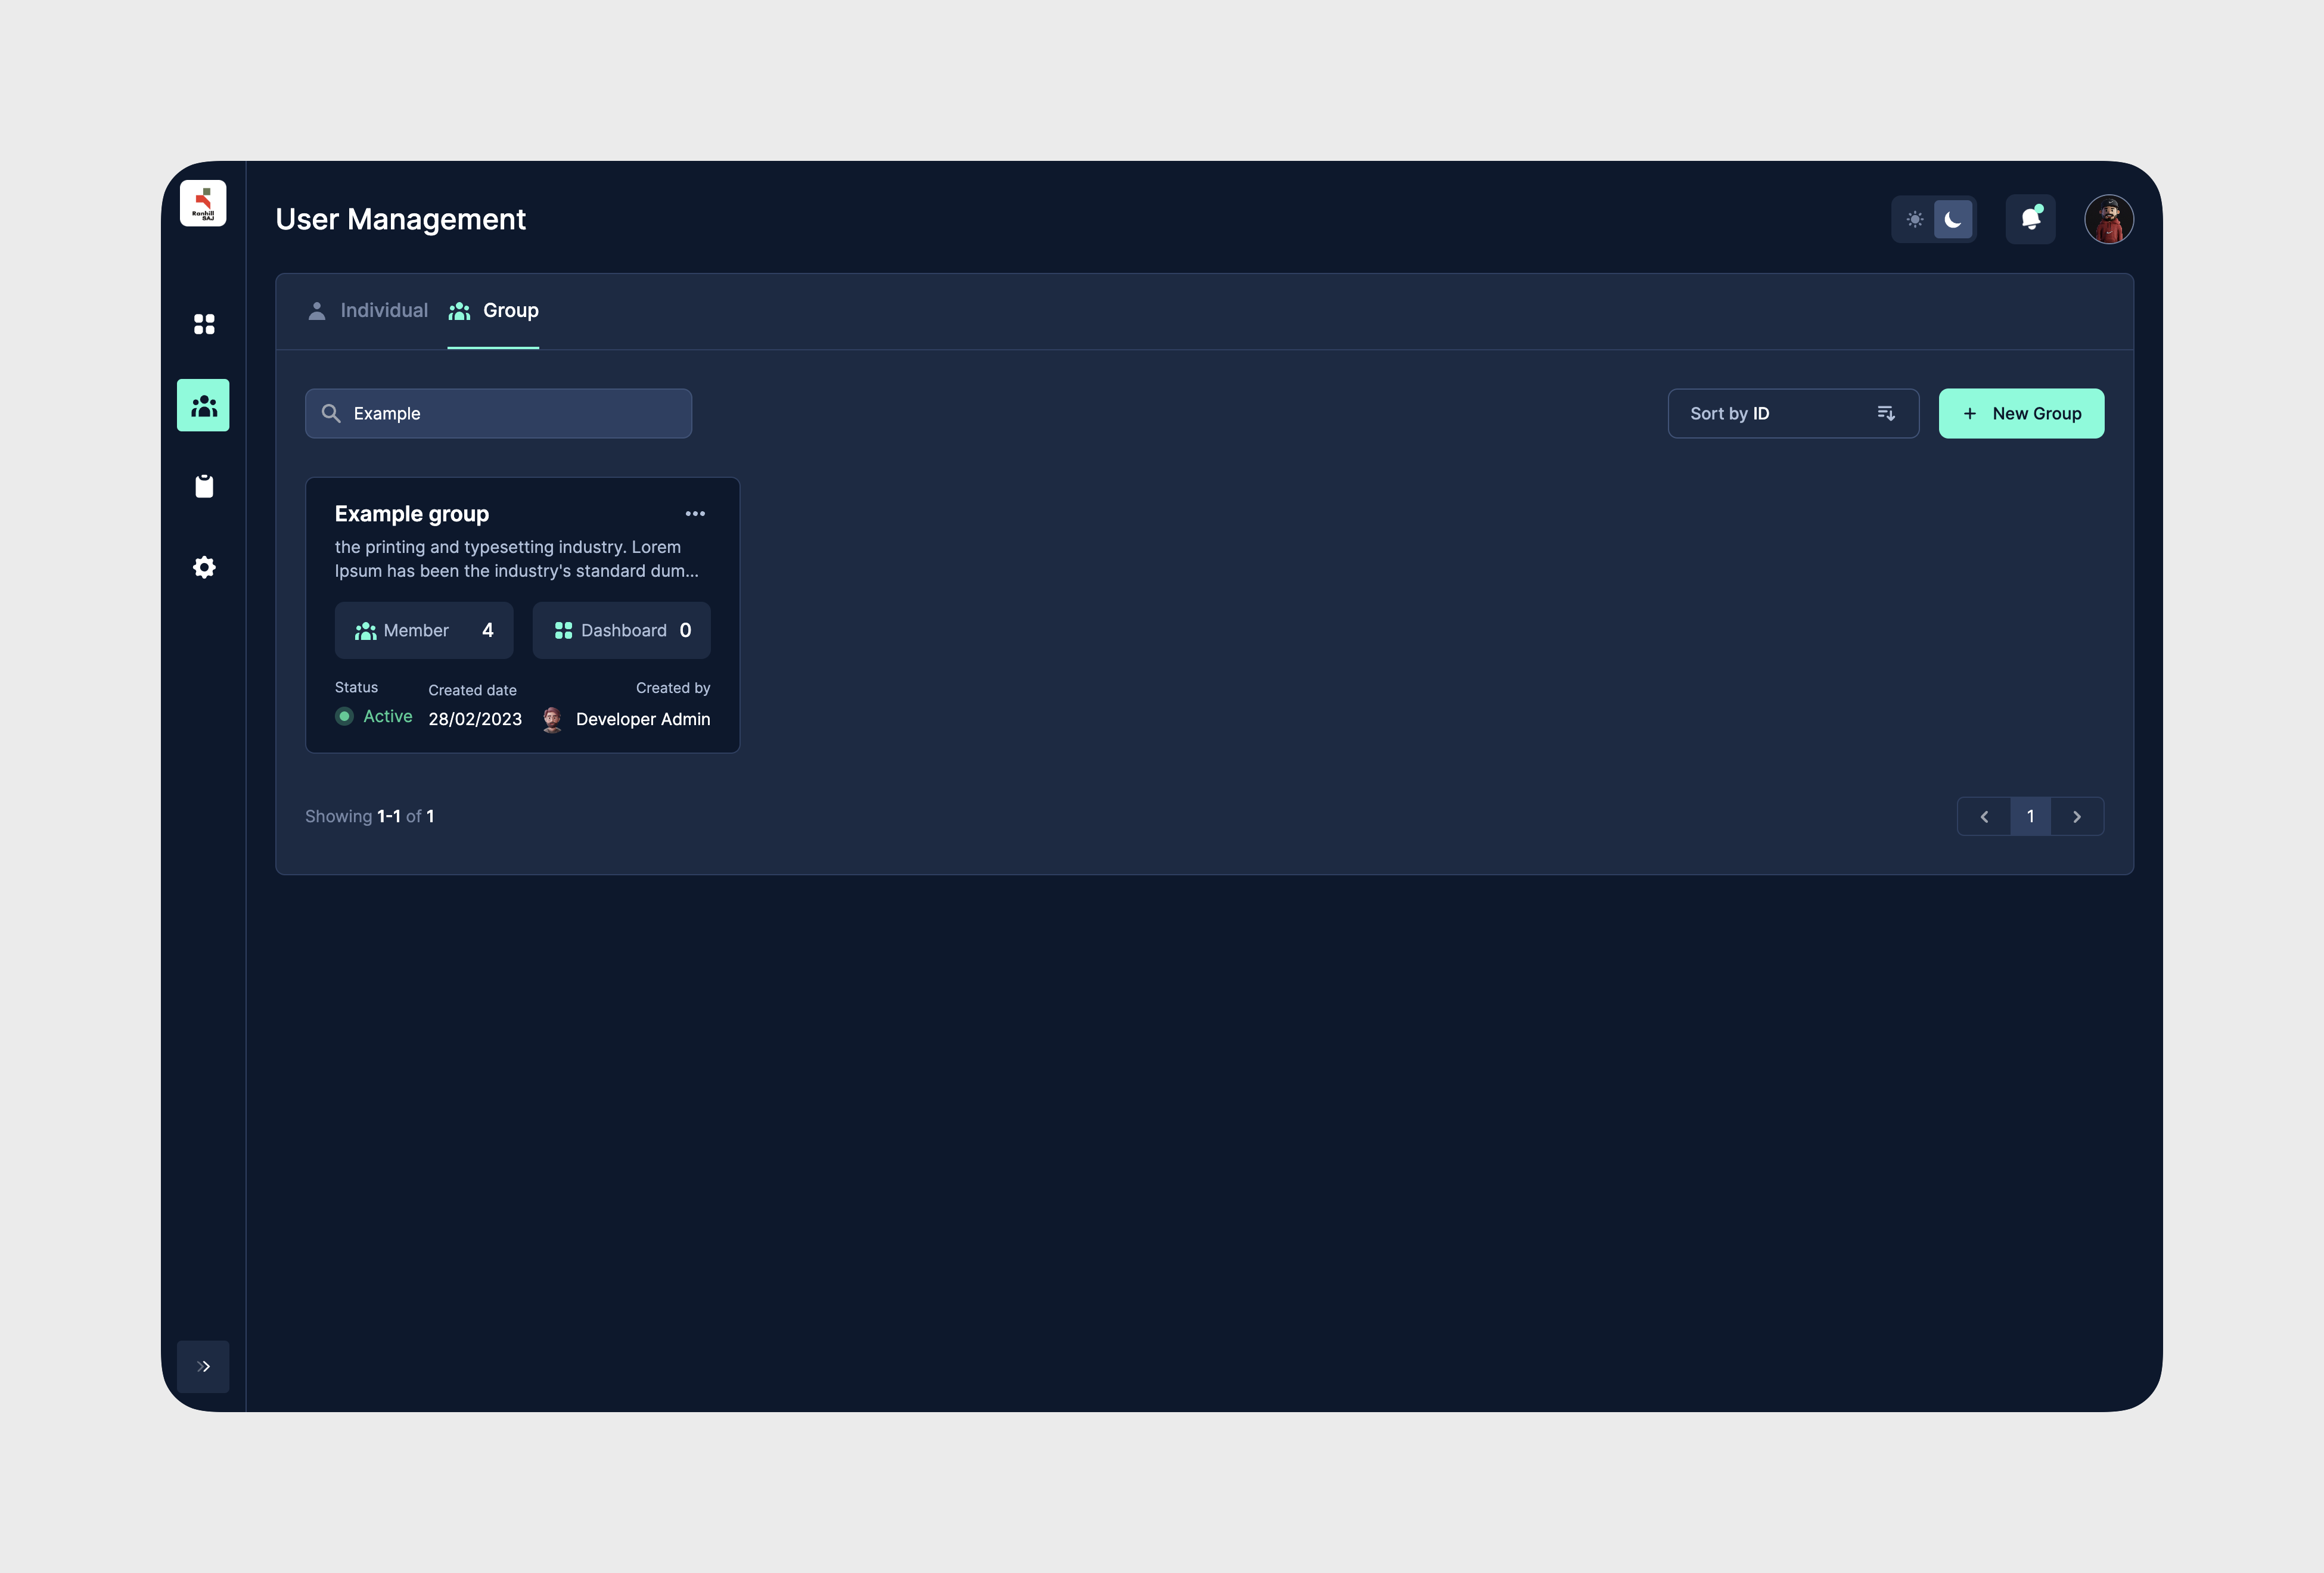 Ranhill
SAJ
User Management
Individual
Group
Example
Sort by ID
New Group
Example group
the printing and typesetting industry. Lorem
Ipsum has been the industry's standard dum...
Member 4
Dashboard 0
Status
Active
Created date
28/02/2023
Created by
Developer Admin
Showing 1-1 of 1
1